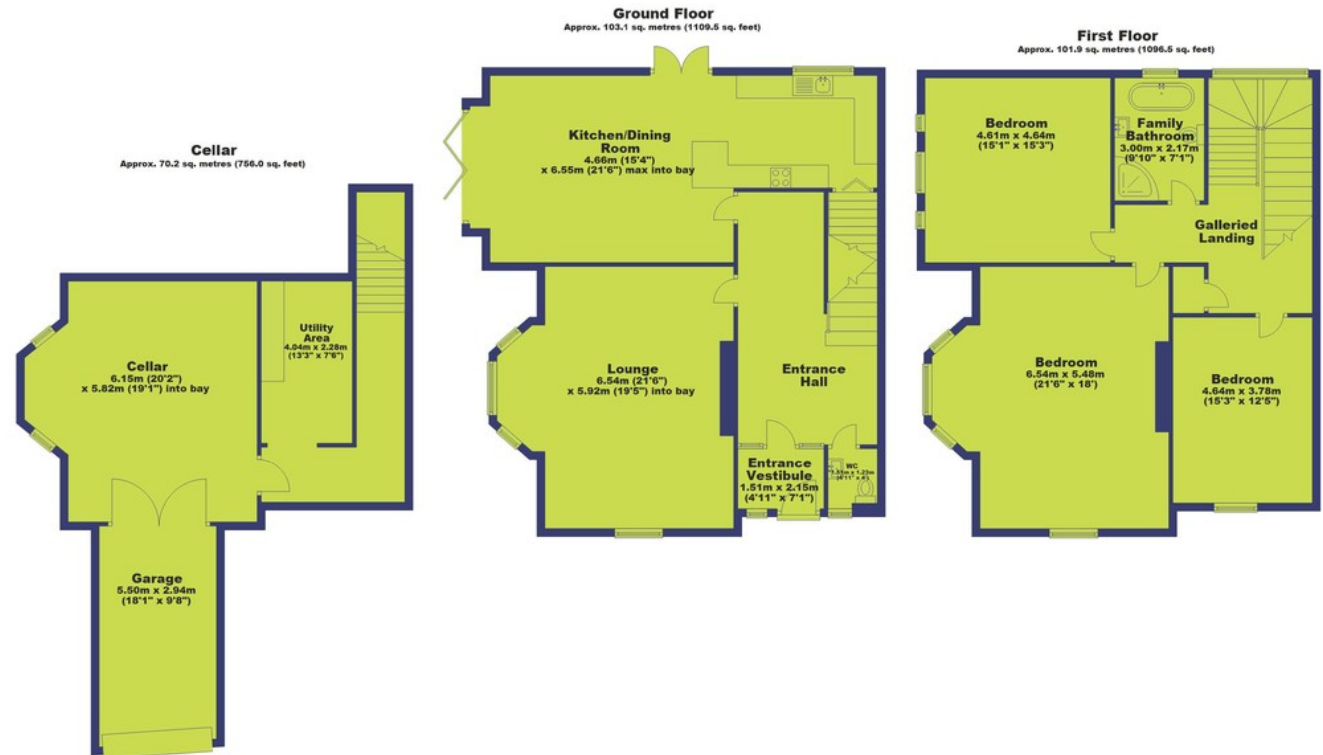 Cellar
Approx. 70.2 sq. metres (756.0 sq. feet)
Cellar
6.15m (20'2")
x 5.82m (19'1") into bay
Utility
Area
4.04m x 2.28m
(13'3" x 7'6")
Garage
5.50m x 2.94m
(18'1" x 9'8")
Ground Floor
Approx. 103.1 sq. metres (1109.5 sq. feet)
Kitchen/Dining
Room
4.66m (15'4")
x 6.55m (21'6") max into bay
Lounge
6.54m (21'6")
x 5.92m (19'5") into bay
Entrance
Hall
Entrance
Vestibule
1.51m x 2.15m
(4'11" x 7'1")
WC
First Floor
Approx. 101.9 sq. metres (1096.5 sq. feet)
Bedroom
4.61m x 4.64m
(15'1" x 15'3")
Family
Bathroom
3.00m x 2.17m
(9'10" x 7'1")
Galleried
Landing
Bedroom
6.54m x 5.48m
(21'6" x 18')
Bedroom
4.64m x 3.78m
(15'3" x 12'5")